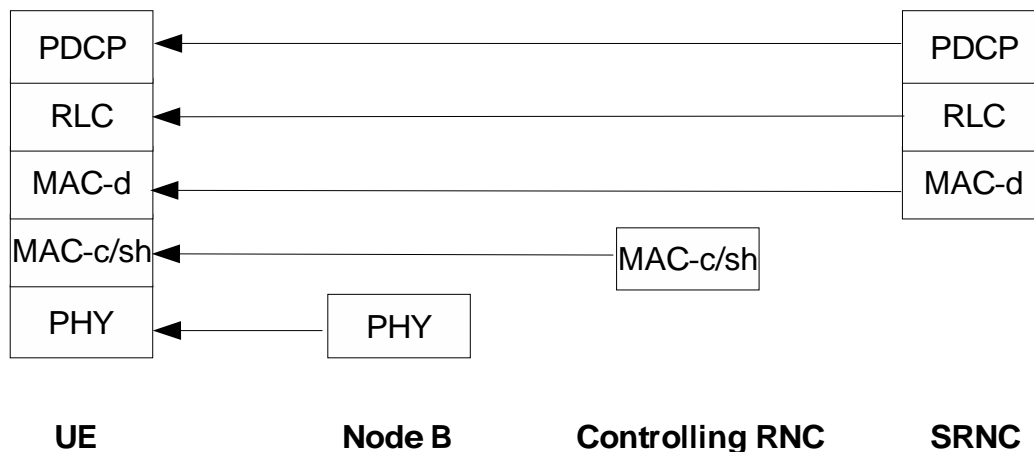 PDCP PDCP
RLC RLC
MAC-d MAC-d
MAC-c/sh MAC-c/sh
PHY PHY
UE Node B Controlling RNC SRNC